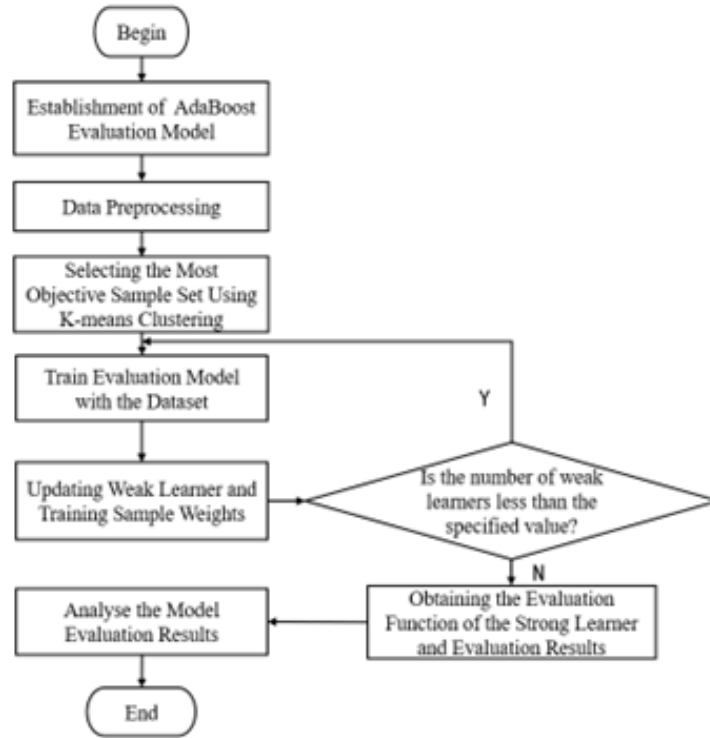 Begin
Establishment of AdaBoost
Evaluation Model
Data Preprocessing
Selecting the Most
Objective Sample Set Using
K-means Clustering
Train Evaluation Model
with the Dataset
Y
Updating Weak Learner and
Training Sample Weights
Is the number of weak
learners less than the
specified value?
N
Obtaining the Evaluation
Function of the Strong Learner
and Evaluation Results
Analyse the Model
Evaluation Results
End